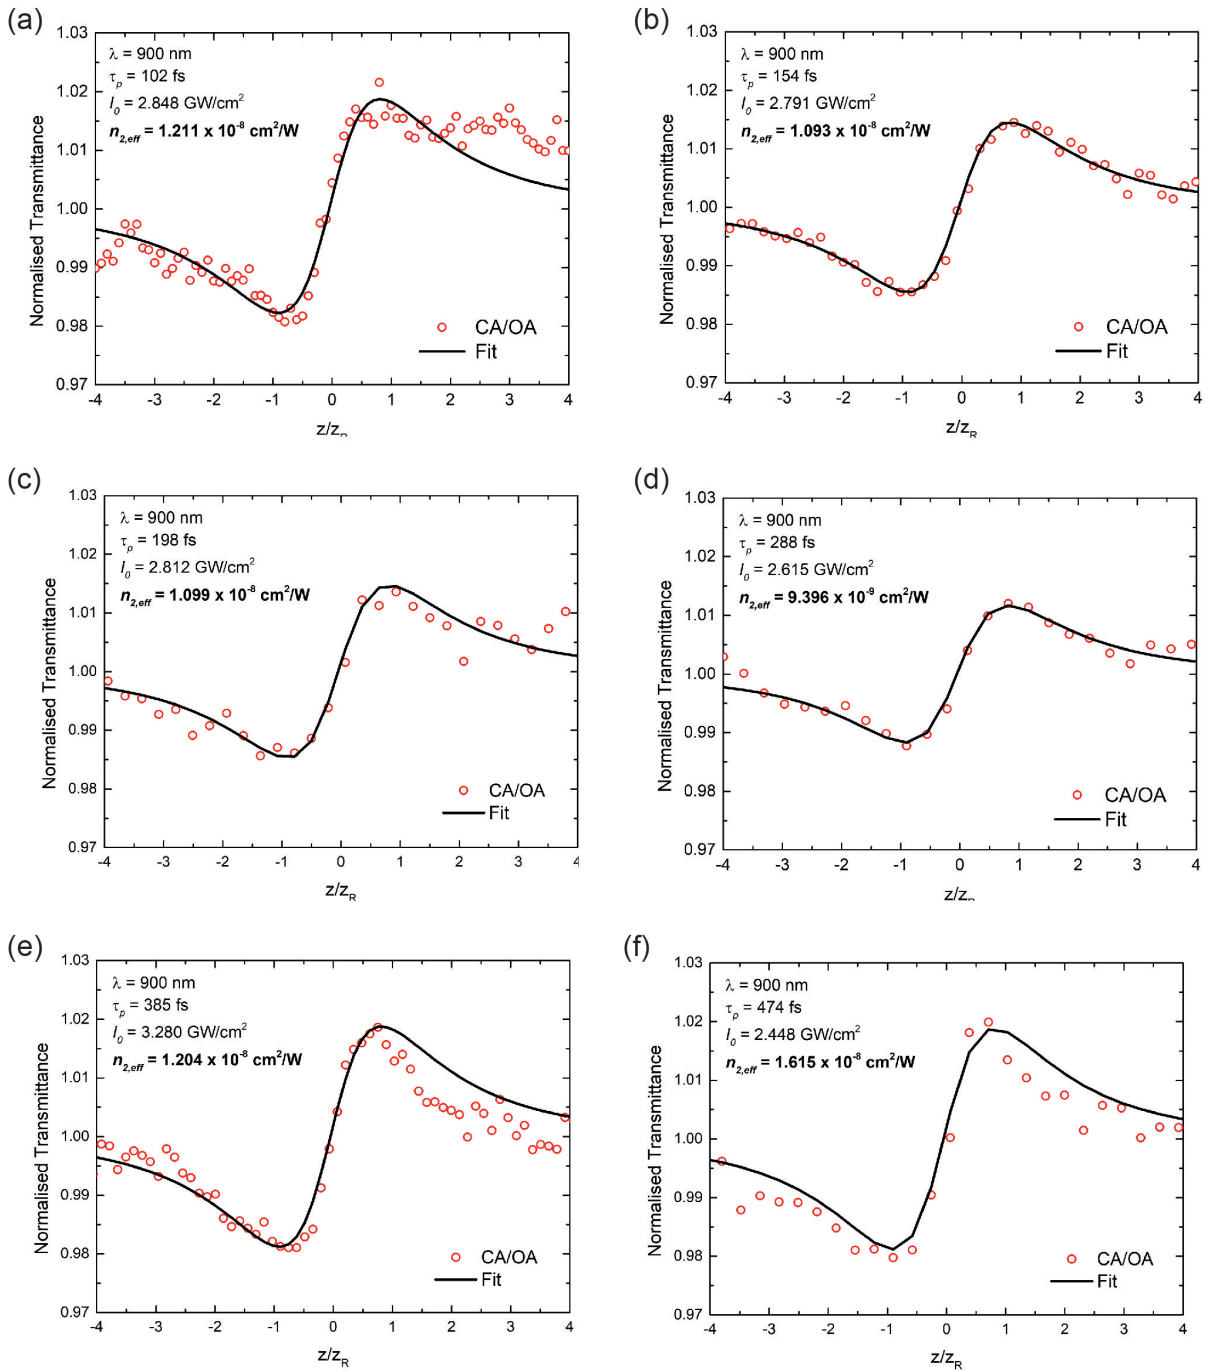 (a)
1.03
1.02
1.01
1.00
0.99
0.98
0.97
Normalised Transmittance
λ = 900 nm
τp = 102 fs
I0 = 2.848 GW/cm²
n2,eff = 1.211 x 10⁻⁸ cm²/W
CA/OA
Fit
-4 -3 -2 -1 0 1 2 3 4
z/zR
(b)
1.03
1.02
1.01
1.00
0.99
0.98
0.97
Normalised Transmittance
λ = 900 nm
τp = 154 fs
I0 = 2.791 GW/cm²
n2,eff = 1.093 x 10⁻⁸ cm²/W
CA/OA
Fit
-4 -3 -2 -1 0 1 2 3 4
z/zR
(c)
1.03
1.02
1.01
1.00
0.99
0.98
0.97
Normalised Transmittance
λ = 900 nm
τp = 198 fs
I0 = 2.812 GW/cm²
n2,eff = 1.099 x 10⁻⁸ cm²/W
CA/OA
Fit
-4 -3 -2 -1 0 1 2 3 4
z/zR
(d)
1.03
1.02
1.01
1.00
0.99
0.98
0.97
Normalised Transmittance
λ = 900 nm
τp = 288 fs
I0 = 2.615 GW/cm²
n2,eff = 9.396 x 10⁻⁹ cm²/W
CA/OA
Fit
-4 -3 -2 -1 0 1 2 3 4
z/zR
(e)
1.03
1.02
1.01
1.00
0.99
0.98
0.97
Normalised Transmittance
λ = 900 nm
τp = 385 fs
I0 = 3.280 GW/cm²
n2,eff = 1.204 x 10⁻⁸ cm²/W
CA/OA
Fit
-4 -3 -2 -1 0 1 2 3 4
z/zR
(f)
1.03
1.02
1.01
1.00
0.99
0.98
0.97
Normalised Transmittance
λ = 900 nm
τp = 474 fs
I0 = 2.448 GW/cm²
n2,eff = 1.615 x 10⁻⁸ cm²/W
CA/OA
Fit
-4 -3 -2 -1 0 1 2 3 4
z/zR